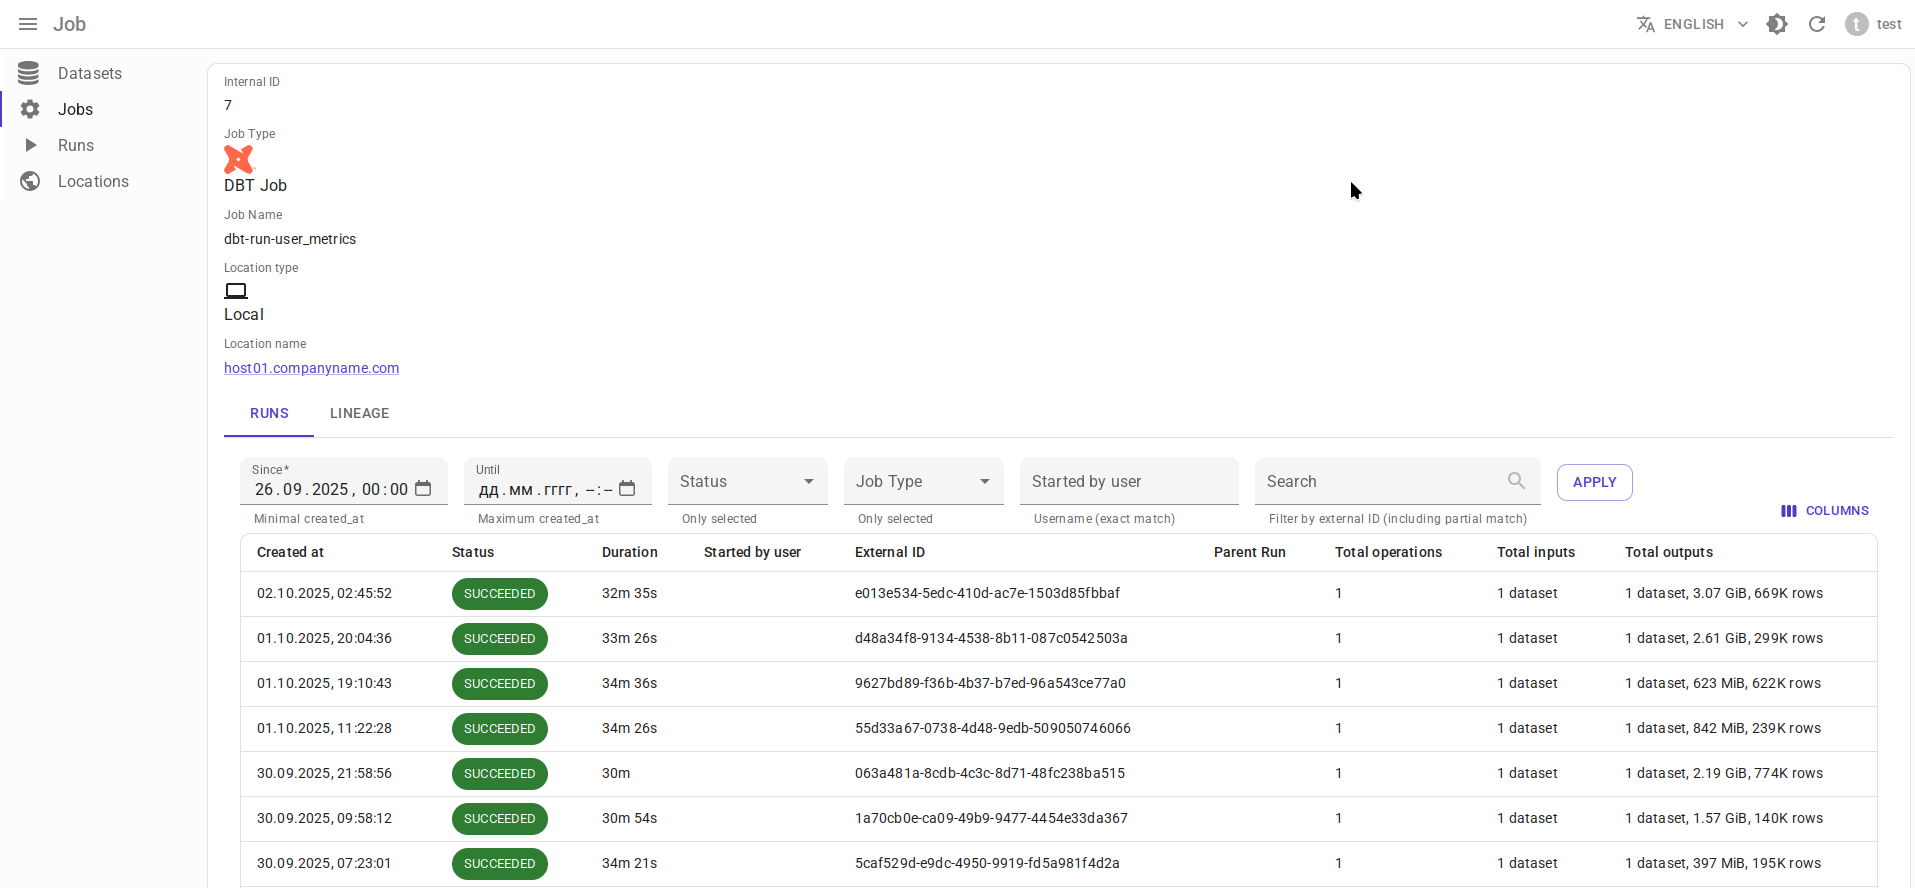 Job
ENGLISH
t
test
Datasets
Jobs
Runs
Locations
Internal ID
7
Job Type
DBT Job
Job Name
dbt-run-user_metrics
Location type
Local
Location name
host01.companyname.com
RUNS LINEAGE
Since* Until
26.09.2025, 00:00 дд.мм.гггг, --:-- Status Job Type Started by user Search APPLY
Minimal created_at Maximum created_at Only selected Only selected Username (exact match) Filter by external ID (including partial match)
COLUMNS
Created at Status Duration Started by user External ID Parent Run Total operations Total inputs Total outputs
02.10.2025, 02:45:52 SUCCEEDED 32m 35s e013e534-5edc-410d-ac7e-1503d85fbbaf 1 1 dataset 1 dataset, 3.07 GiB, 669K rows
01.10.2025, 20:04:36 SUCCEEDED 33m 26s d48a34f8-9134-4538-8b11-087c0542503a 1 1 dataset 1 dataset, 2.61 GiB, 299K rows
01.10.2025, 19:10:43 SUCCEEDED 34m 36s 9627bd89-f36b-4b37-b7ed-96a543ce77a0 1 1 dataset 1 dataset, 623 MiB, 622K rows
01.10.2025, 11:22:28 SUCCEEDED 34m 26s 55d33a67-0738-4d48-9edb-509050746066 1 1 dataset 1 dataset, 842 MiB, 239K rows
30.09.2025, 21:58:56 SUCCEEDED 30m 063a481a-8cdb-4c3c-8d71-48fc238ba515 1 1 dataset 1 dataset, 2.19 GiB, 774K rows
30.09.2025, 09:58:12 SUCCEEDED 30m 54s 1a70cb0e-ca09-49b9-9477-4454e33da367 1 1 dataset 1 dataset, 1.57 GiB, 140K rows
30.09.2025, 07:23:01 SUCCEEDED 34m 21s 5caf529d-e9dc-4950-9919-fd5a981f4d2a 1 1 dataset 1 dataset, 397 MiB, 195K rows